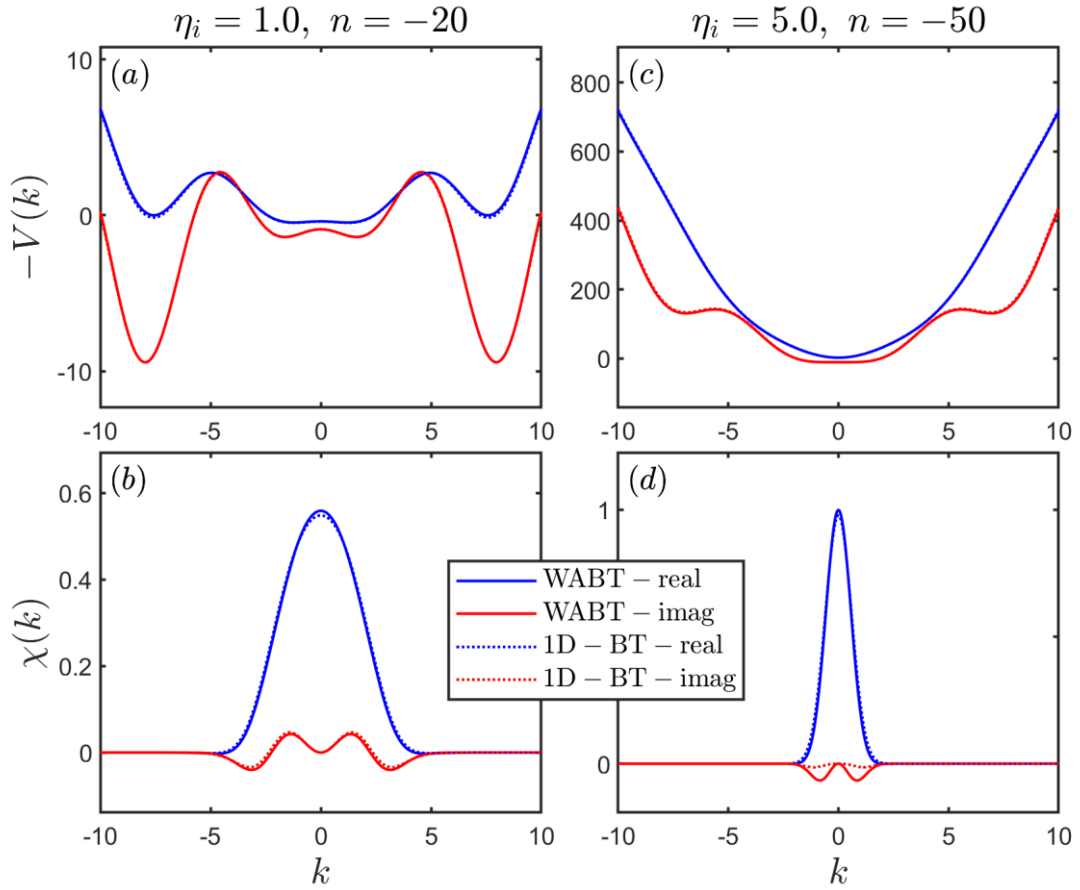 η_i = 1.0, n = −20
η_i = 5.0, n = −50
(a)
10
0
-10
−V(k)
-10 -5 0 5 10
(c)
800
600
400
200
0
-10 -5 0 5 10
(b)
0.6
0.4
0.2
0
χ(k)
-10 -5 0 5 10
k
(d)
1
0
-10 -5 0 5 10
k
WABT − real
WABT − imag
1D − BT − real
1D − BT − imag